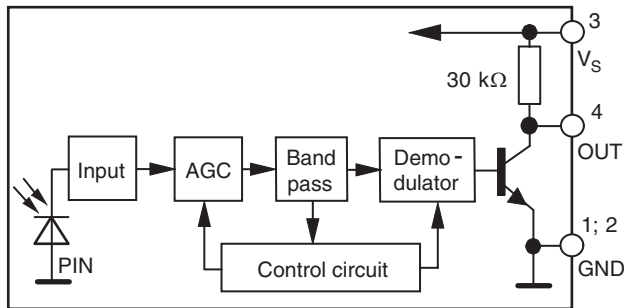 3
V_S
30 kΩ
4
OUT
Input
AGC
Band
pass
Demo-
dulator
PIN
Control circuit
1; 2
GND